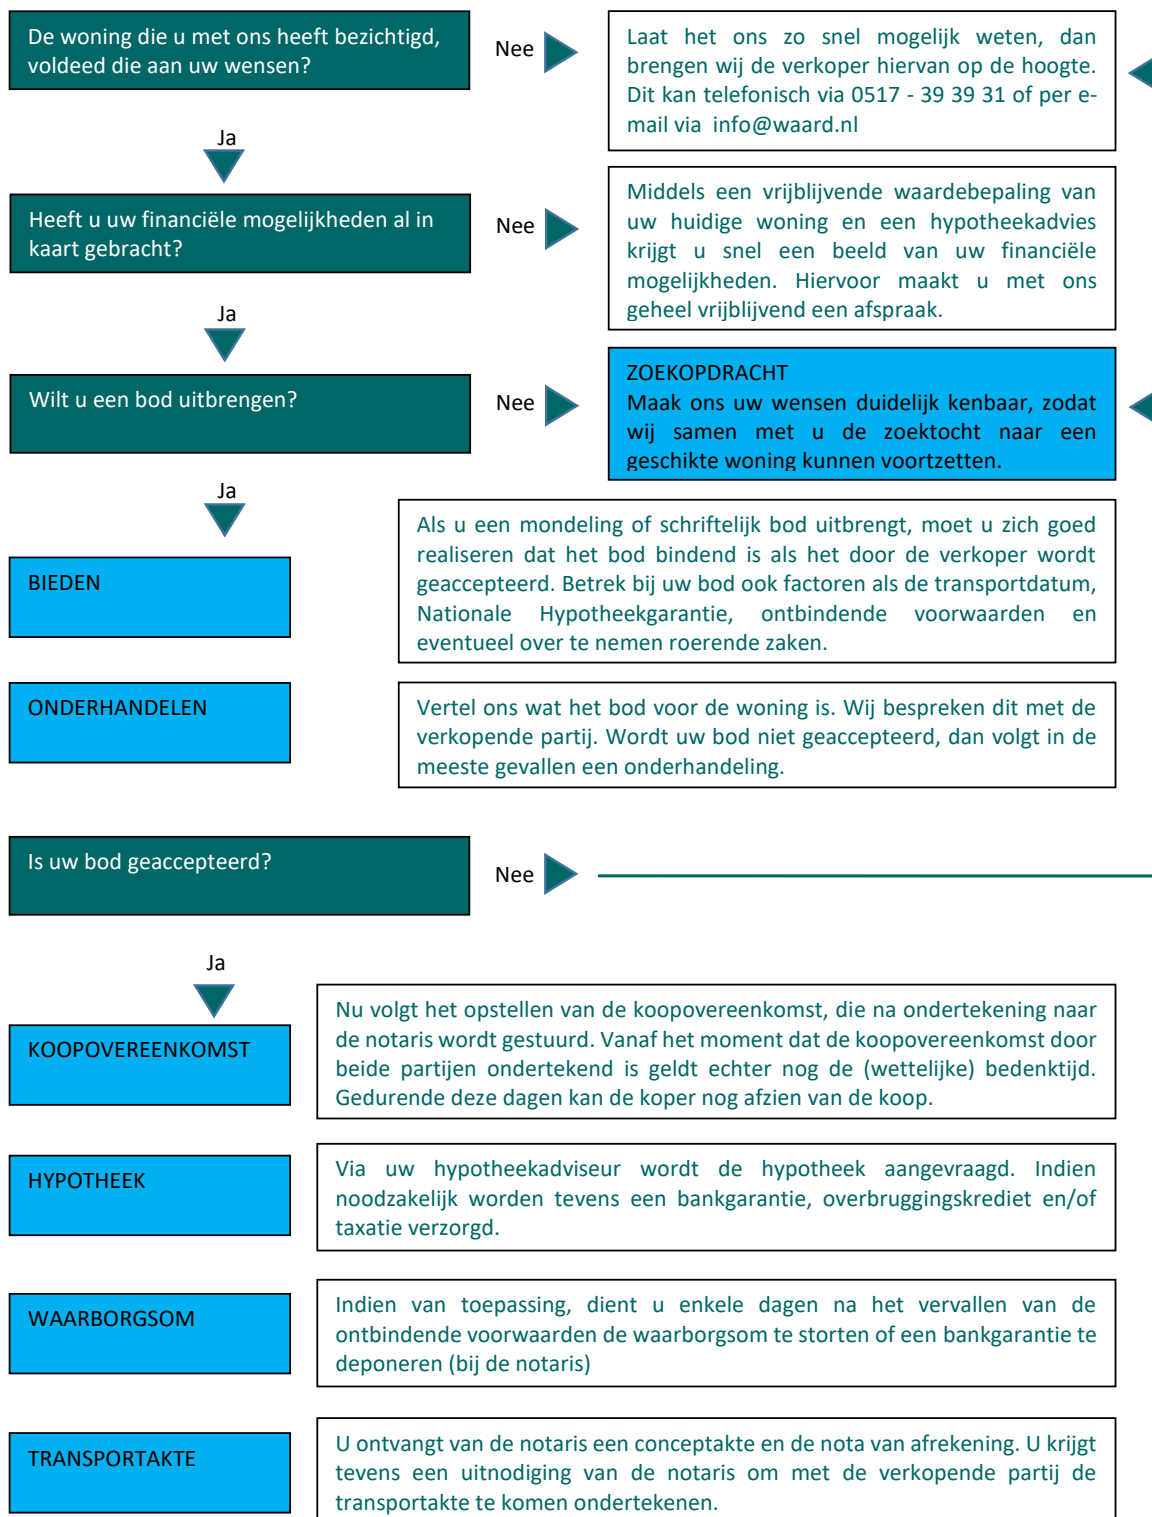 De woning die u met ons heeft bezichtigd,
voldeed die aan uw wensen?
Nee
Laat het ons zo snel mogelijk weten, dan
brengen wij de verkoper hiervan op de hoogte.
Dit kan telefonisch via 0517 - 39 39 31 of per e-
mail via info@waard.nl
Ja
Heeft u uw financiële mogelijkheden al in
kaart gebracht?
Nee
Middels een vrijblijvende waardebepaling van
uw huidige woning en een hypotheekadvies
krijgt u snel een beeld van uw financiële
mogelijkheden. Hiervoor maakt u met ons
geheel vrijblijvend een afspraak.
Ja
Wilt u een bod uitbrengen?
Nee
ZOEKOPDRACHT
Maak ons uw wensen duidelijk kenbaar, zodat
wij samen met u de zoektocht naar een
geschikte woning kunnen voortzetten.
Ja
BIEDEN
Als u een mondeling of schriftelijk bod uitbrengt, moet u zich goed
realiseren dat het bod bindend is als het door de verkoper wordt
geaccepteerd. Betrek bij uw bod ook factoren als de transportdatum,
Nationale Hypotheekgarantie, ontbindende voorwaarden en
eventueel over te nemen roerende zaken.
ONDERHANDELEN
Vertel ons wat het bod voor de woning is. Wij bespreken dit met de
verkopende partij. Wordt uw bod niet geaccepteerd, dan volgt in de
meeste gevallen een onderhandeling.
Is uw bod geaccepteerd?
Nee
Ja
KOOPOVEREENKOMST
Nu volgt het opstellen van de koopovereenkomst, die na ondertekening naar
de notaris wordt gestuurd. Vanaf het moment dat de koopovereenkomst door
beide partijen ondertekend is geldt echter nog de (wettelijke) bedenktijd.
Gedurende deze dagen kan de koper nog afzien van de koop.
HYPOTHEEK
Via uw hypotheekadviseur wordt de hypotheek aangevraagd. Indien
noodzakelijk worden tevens een bankgarantie, overbruggingskrediet en/of
taxatie verzorgd.
WAARBORGSOM
Indien van toepassing, dient u enkele dagen na het vervallen van de
ontbindende voorwaarden de waarborgsom te storten of een bankgarantie te
deponeren (bij de notaris)
TRANSPORTAKTE
U ontvangt van de notaris een conceptakte en de nota van afrekening. U krijgt
tevens een uitnodiging van de notaris om met de verkopende partij de
transportakte te komen ondertekenen.